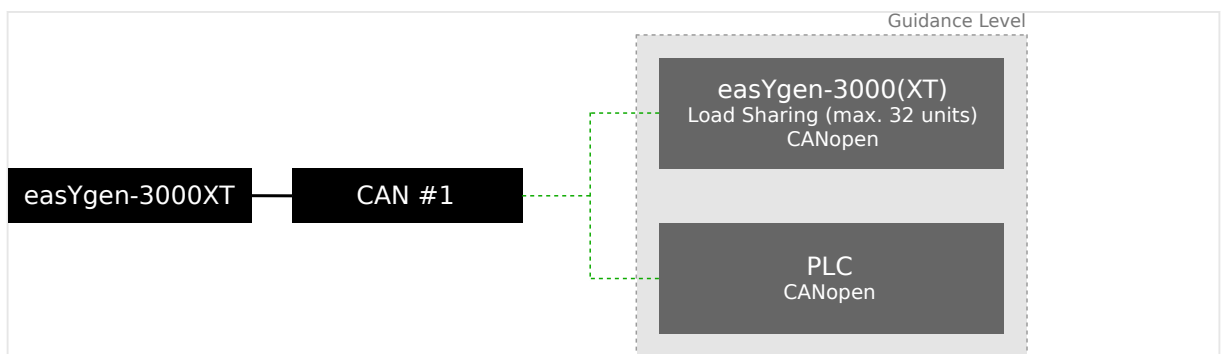 Guidance Level
easYgen-3000(XT)
Load Sharing (max. 32 units)
CANopen
easYgen-3000XT
CAN #1
PLC
CANopen